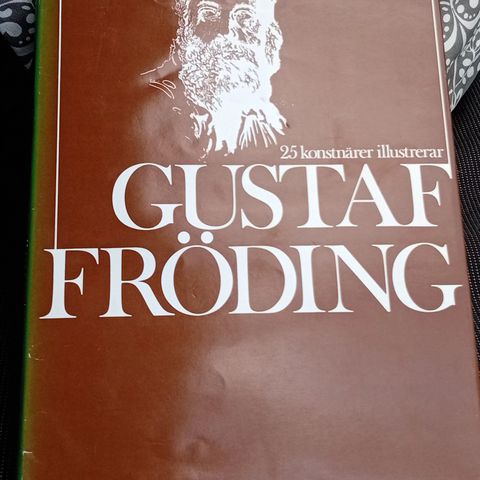 25 konstnärer illustrerar
GUSTAF
FRÖDING